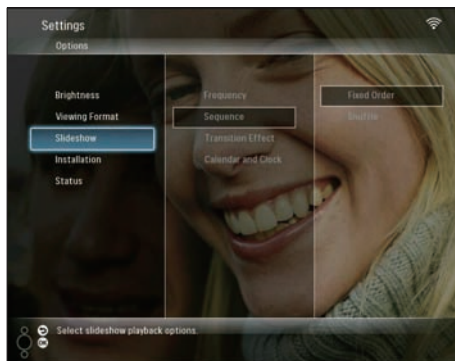 Settings
Options
Brightness
Viewing Format
Slideshow
Installation
Status
Frequency
Sequence
Transition Effect
Calendar and Clock
Fixed Order
Shuffle
Select slideshow playback options.
OK